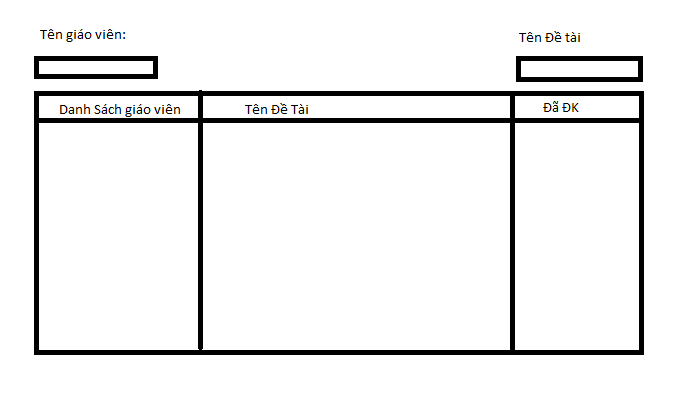 Tên giáo viên:
Tên Đề tài
Danh Sách giáo viên
Tên Đề Tài
Đã ĐK